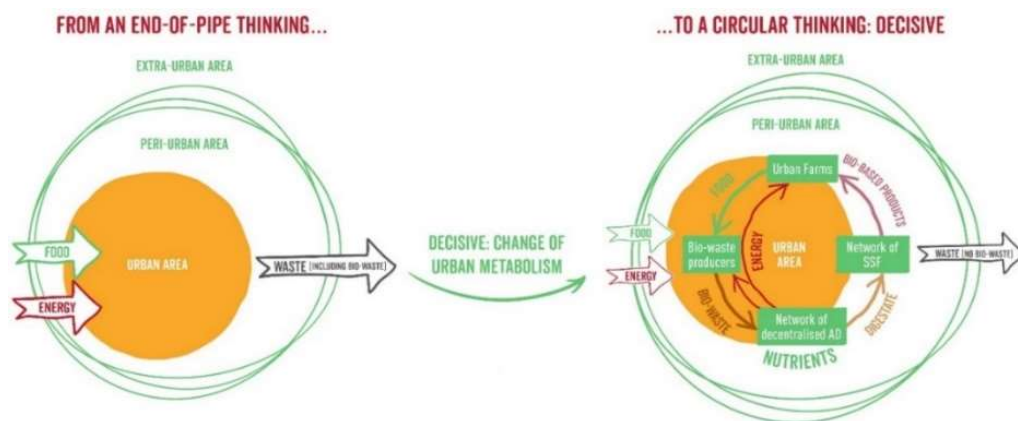 FROM AN END-OF-PIPE THINKING...
EXTRA-URBAN AREA
PERI-URBAN AREA
FOOD
URBAN AREA
ENERGY
WASTE (INCLUDING BIO-WASTE)
DECISIVE: CHANGE OF
URBAN METABOLISM
...TO A CIRCULAR THINKING: DECISIVE
EXTRA-URBAN AREA
PERI-URBAN AREA
Urban Farms
FOOD
BIO-BASED PRODUCTS
FOOD
ENERGY
Bio-waste
producers
ENERGY
URBAN
AREA
Network of
SSF
WASTE (NO BIO-WASTE)
BIO-WASTE
DIGESTATE
Network of
decentralised AD
NUTRIENTS